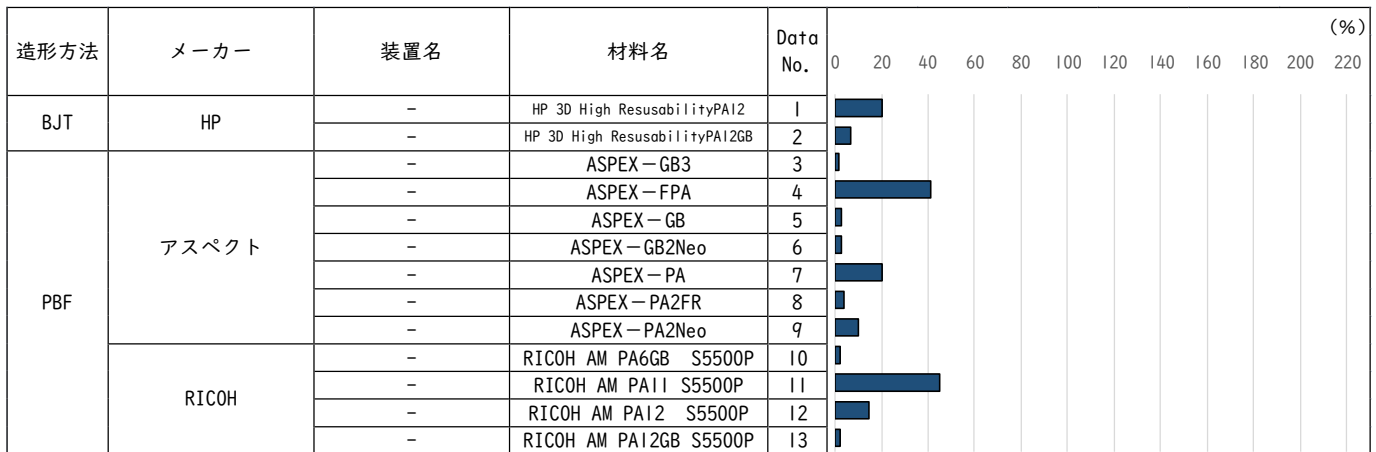 (%)
造形方法 メーカー 装置名 材料名 Data No. 0 20 40 60 80 100 120 140 160 180 200 220
BJT HP - HP 3D High ResusabilityPA12 1
- HP 3D High ResusabilityPA12GB 2
PBF アスペクト - ASPEX－GB3 3
- ASPEX－FPA 4
- ASPEX－GB 5
- ASPEX－GB2Neo 6
- ASPEX－PA 7
- ASPEX－PA2FR 8
- ASPEX－PA2Neo 9
RICOH - RICOH AM PA6GB  S5500P 10
- RICOH AM PA11 S5500P 11
- RICOH AM PA12  S5500P 12
- RICOH AM PA12GB S5500P 13